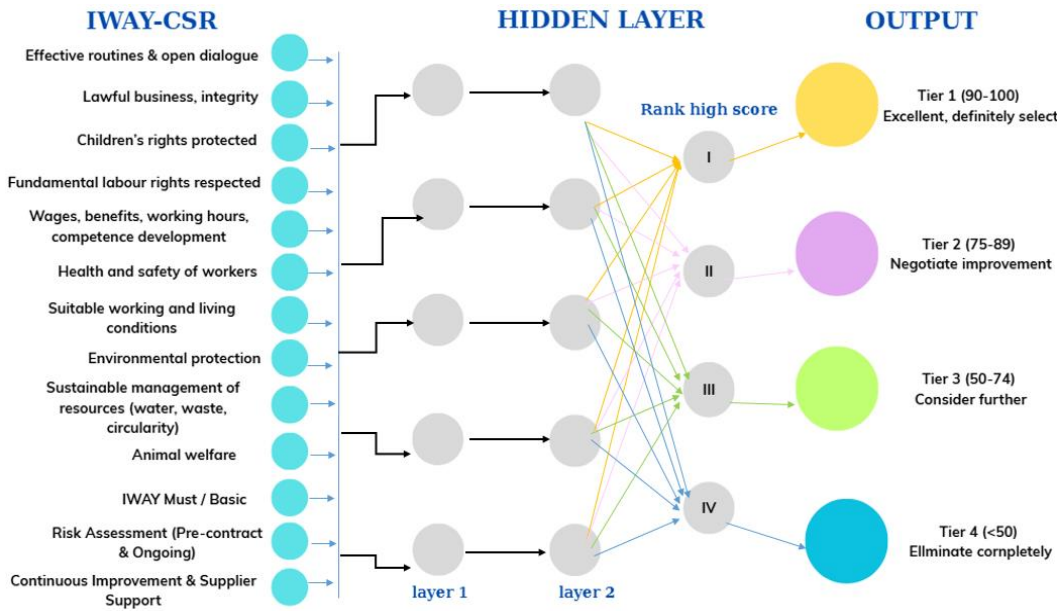 IWAY-CSR
HIDDEN LAYER
OUTPUT
Effective routines & open dialogue
Lawful business, integrity
Children's rights protected
Fundamental labour rights respected
Wages, benefits, working hours,
competence development
Health and safety of workers
Suitable working and living
conditions
Environmental protection
Sustainable management of
resources (water, waste,
circularity)
Animal welfare
IWAY Must / Basic
Risk Assessment (Pre-contract
& Ongoing)
Continuous Improvement & Supplier
Support
layer 1
layer 2
Rank high score
I
II
III
IV
Tier 1 (90-100)
Excellent, definitely select
Tier 2 (75-89)
Negotiate improvement
Tier 3 (50-74)
Consider further
Tier 4 (<50)
Ellminate cornpletely